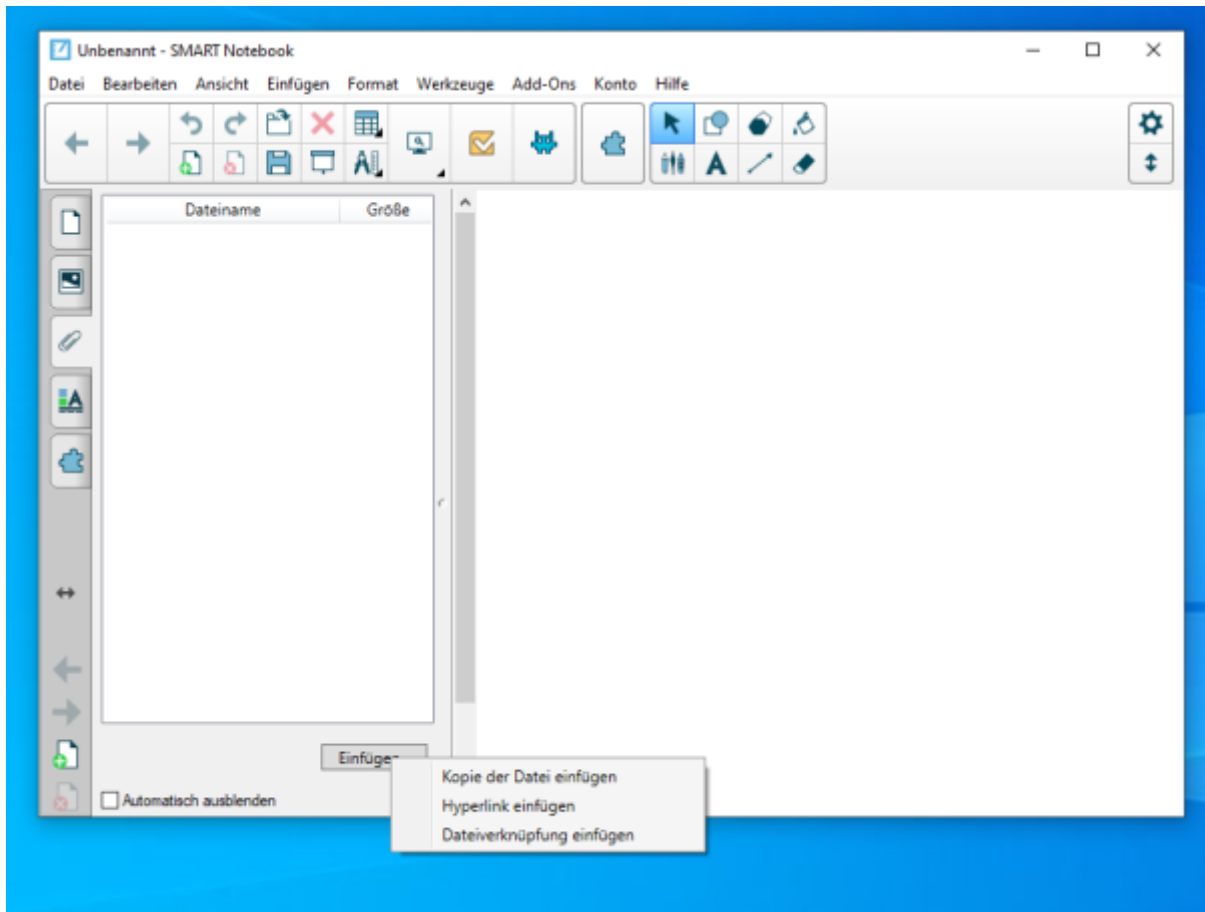 Unbenannt - SMART Notebook
Datei Bearbeiten Ansicht Einfügen Format Werkzeuge Add-Ons Konto Hilfe
Dateiname Größe
Einfügen
Kopie der Datei einfügen
Automatisch ausblenden
Hyperlink einfügen
Dateiverknüpfung einfügen